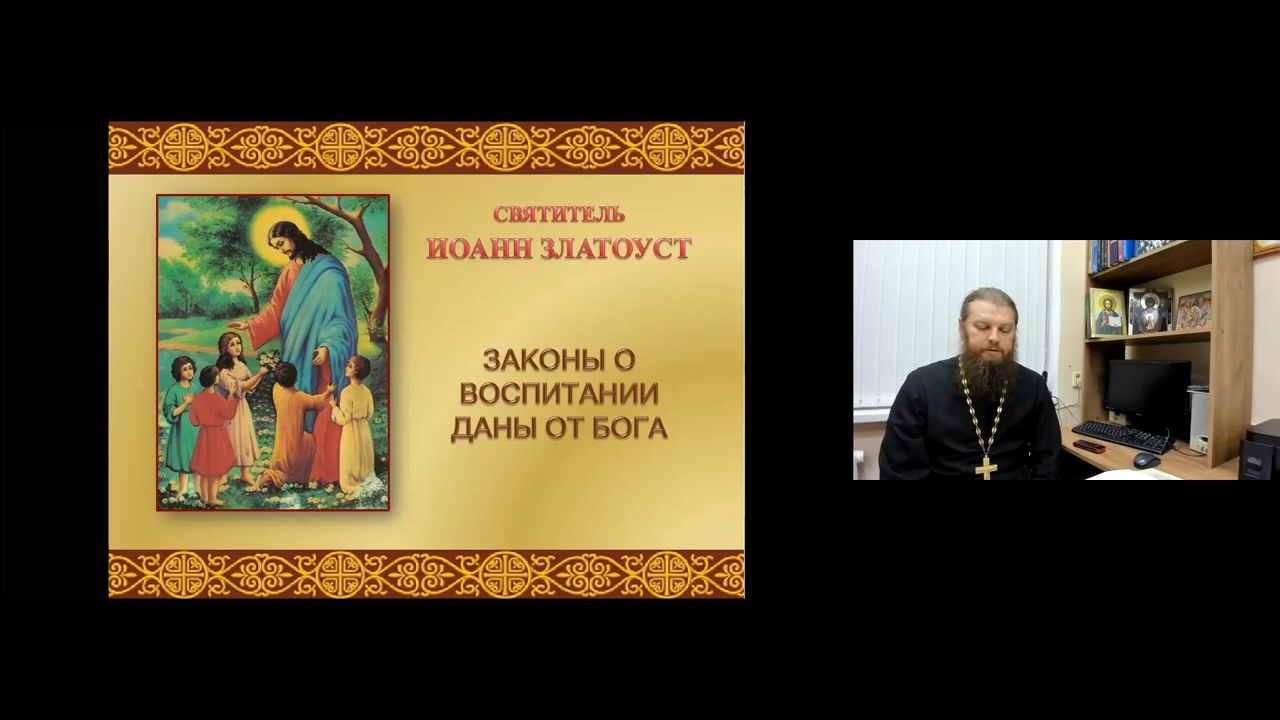 СВЯТИТЕЛЬ
ИОАНН ЗЛАТОУСТ
ЗАКОНЫ О
ВОСПИТАНИИ
ДАНЫ ОТ БОГА